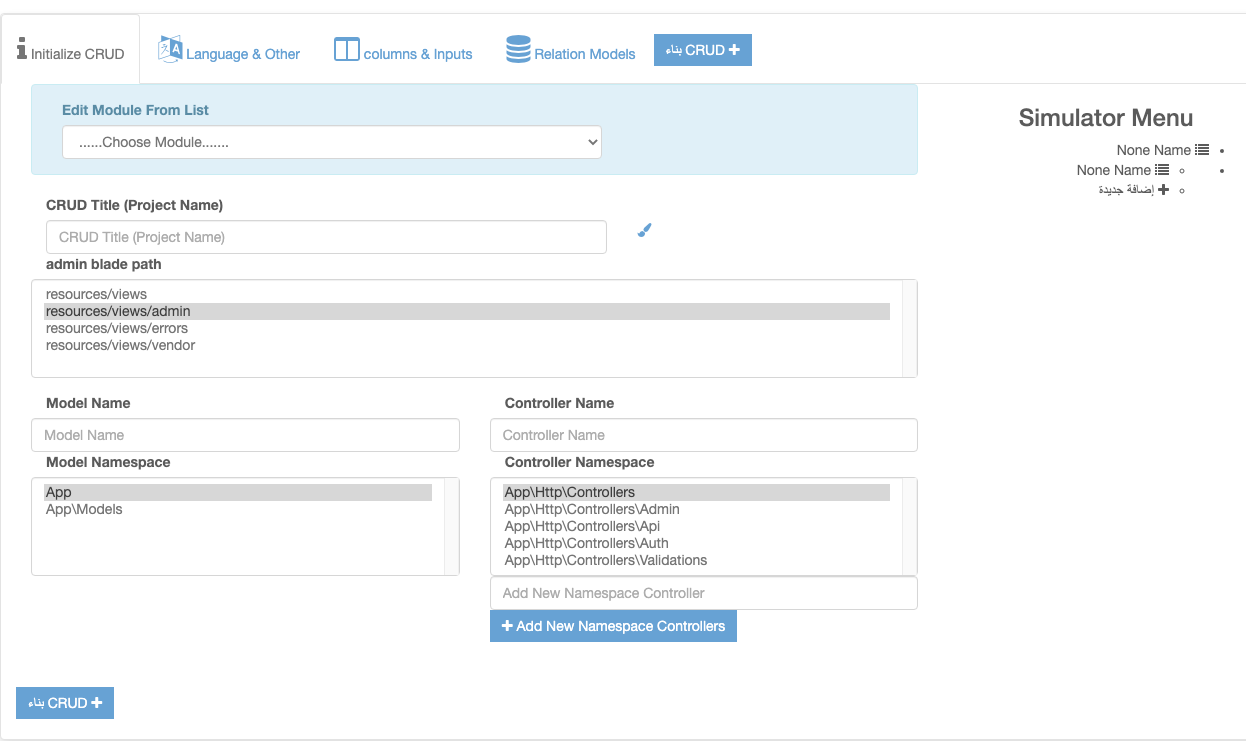 Initialize CRUD
Language & Other
columns & Inputs
Relation Models
بناء CRUD
Edit Module From List
......Choose Module.......
CRUD Title (Project Name)
CRUD Title (Project Name)
admin blade path
resources/views
resources/views/admin
resources/views/errors
resources/views/vendor
Model Name
Model Name
Model Namespace
App
App\Models
Controller Name
Controller Name
Controller Namespace
App\Http\Controllers
App\Http\Controllers\Admin
App\Http\Controllers\Api
App\Http\Controllers\Auth
App\Http\Controllers\Validations
Add New Namespace Controller
Add New Namespace Controllers
بناء CRUD
Simulator Menu
None Name
None Name
إضافة جديدة